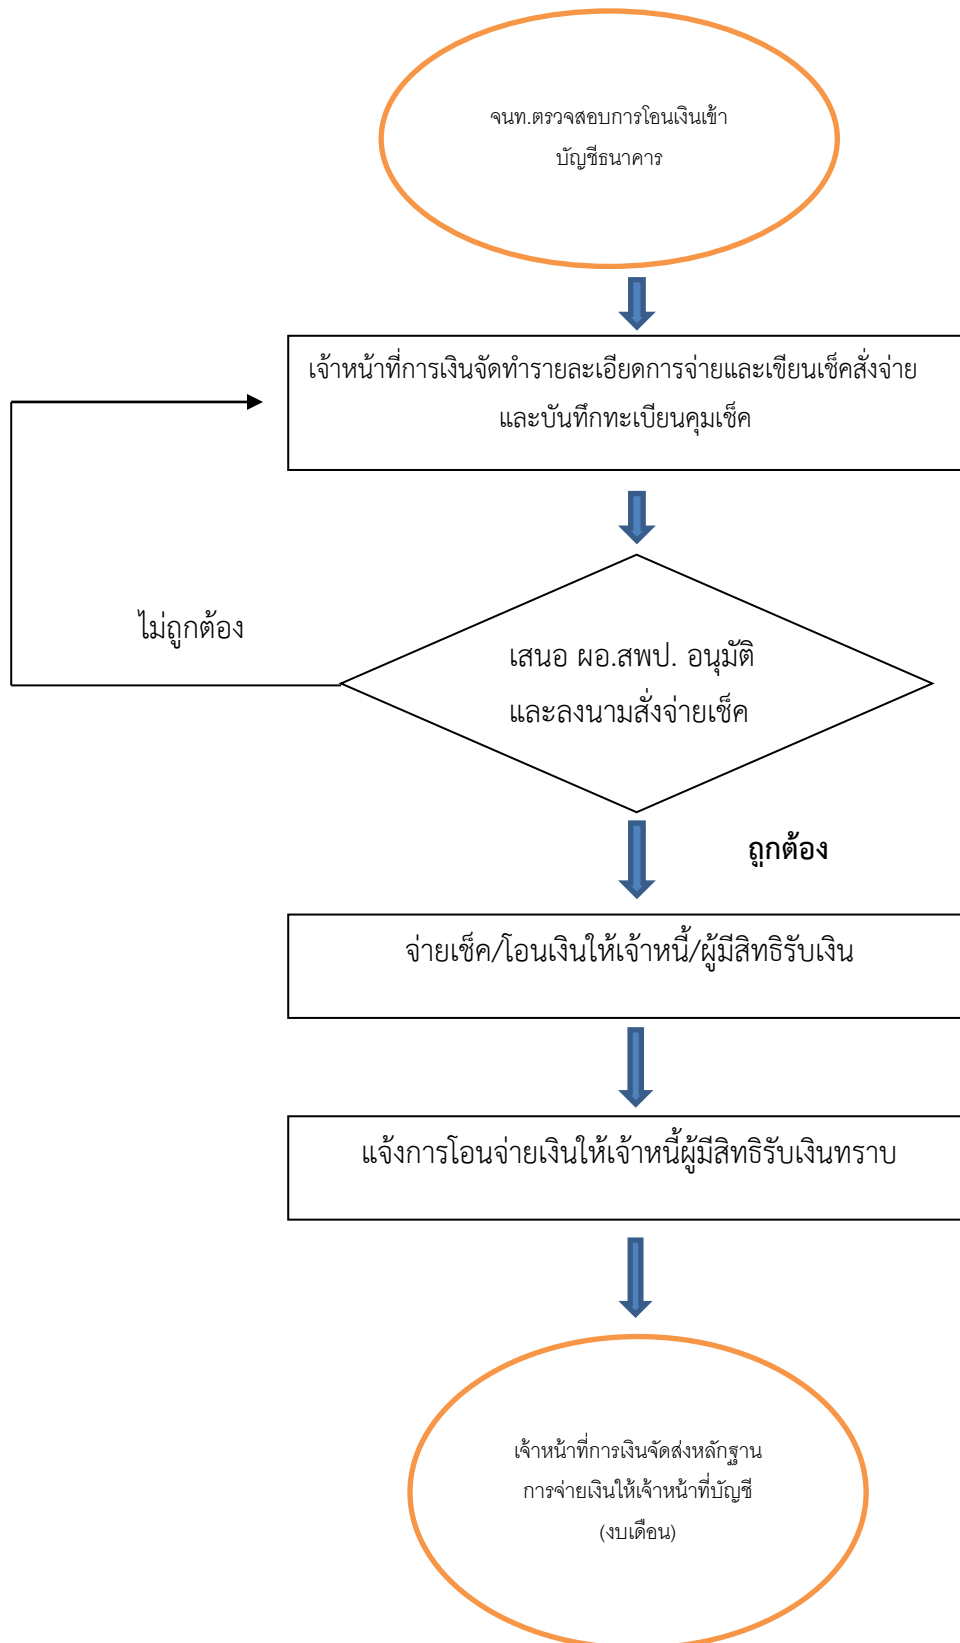 จนท.ตรวจสอบการโอนเงินเข้า
บัญชีธนาคาร
เจ้าหน้าที่การเงินจัดทำรายละเอียดการจ่ายและเขียนเช็คสั่งจ่าย
และบันทึกทะเบียนคุมเช็ค
ไม่ถูกต้อง
เสนอ ผอ.สพป. อนุมัติ
และลงนามสั่งจ่ายเช็ค
ถูกต้อง
จ่ายเช็ค/โอนเงินให้เจ้าหนี้/ผู้มีสิทธิรับเงิน
แจ้งการโอนจ่ายเงินให้เจ้าหนี้ผู้มีสิทธิรับเงินทราบ
เจ้าหน้าที่การเงินจัดส่งหลักฐาน
การจ่ายเงินให้เจ้าหน้าที่บัญชี
(งบเดือน)